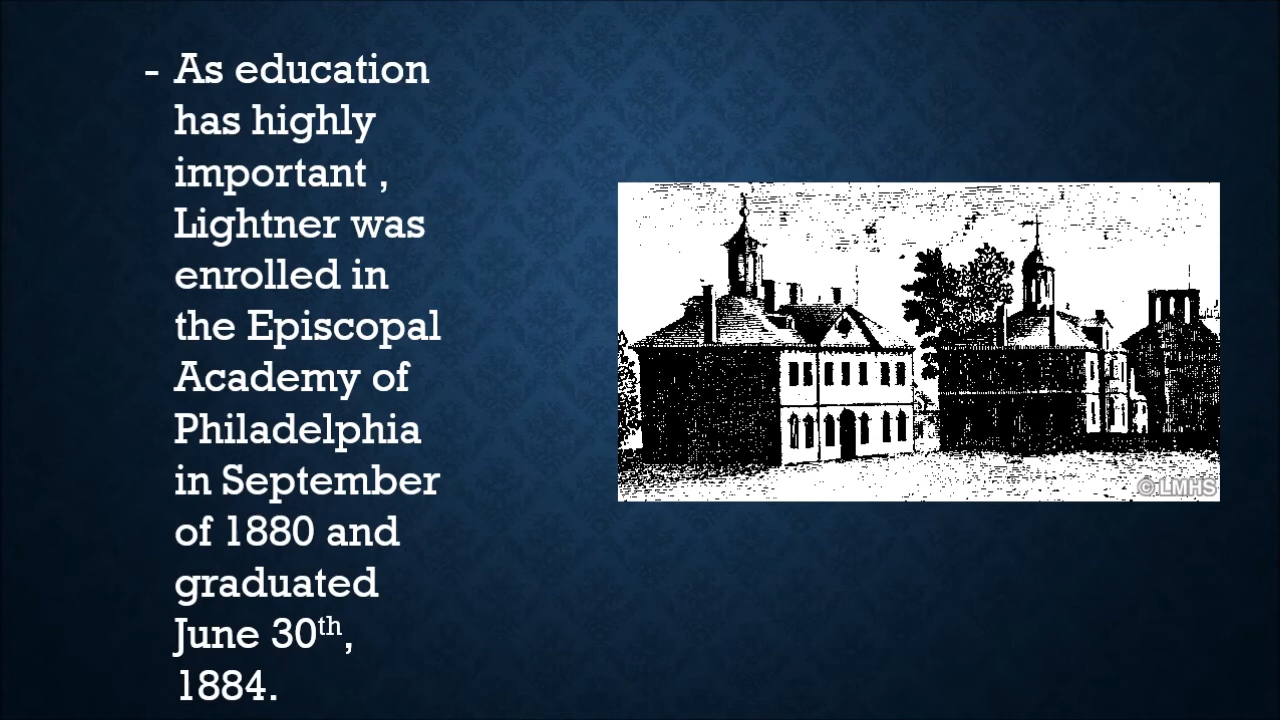 - As education
has highly
important ,
Lightner was
enrolled in
the Episcopal
Academy of
Philadelphia
in September
of 1880 and
graduated
June 30th,
1884.
© LMHS